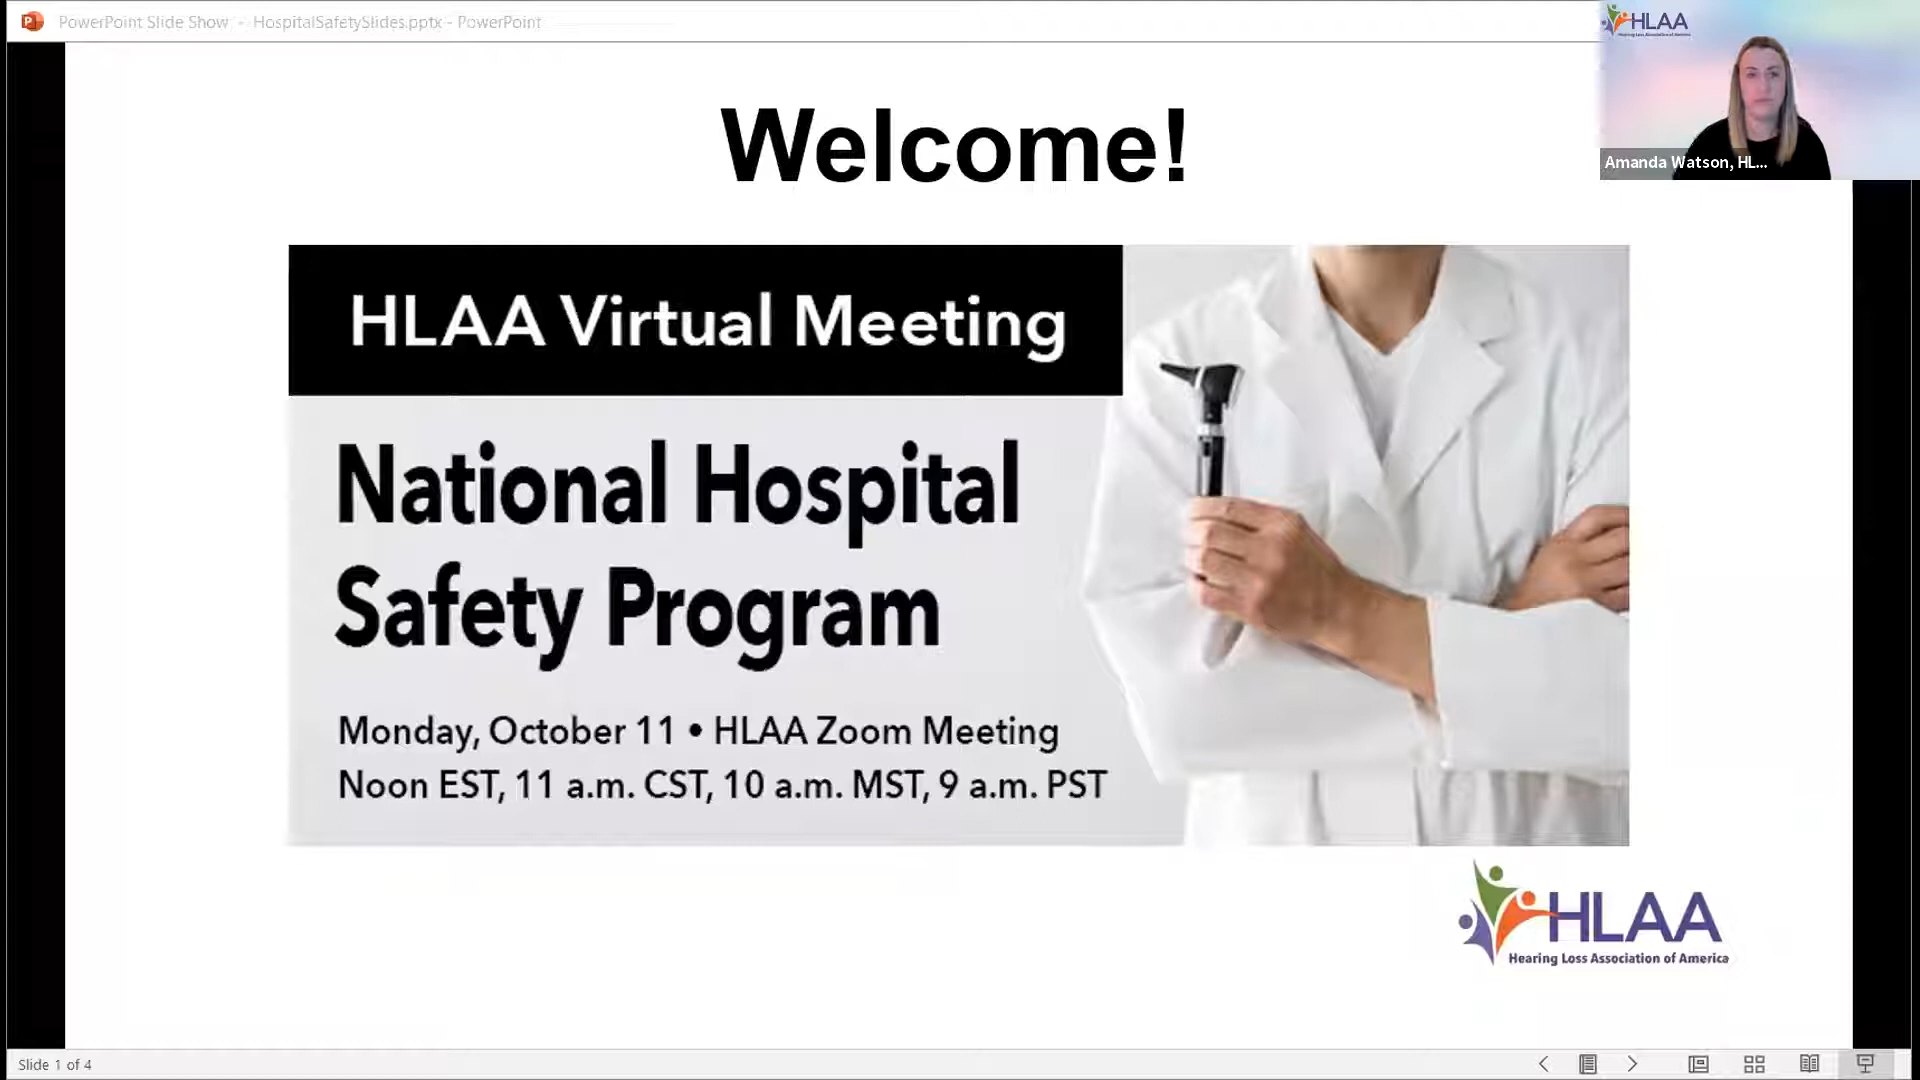 PowerPoint Slide Show - HospitalSafetySlides.pptx - PowerPoint
HLAA
Amanda Watson, HL...
Welcome!
HLAA Virtual Meeting
National Hospital
Safety Program
Monday, October 11 • HLAA Zoom Meeting
Noon EST, 11 a.m. CST, 10 a.m. MST, 9 a.m. PST
HLAA
Hearing Loss Association of America
Slide 1 of 4